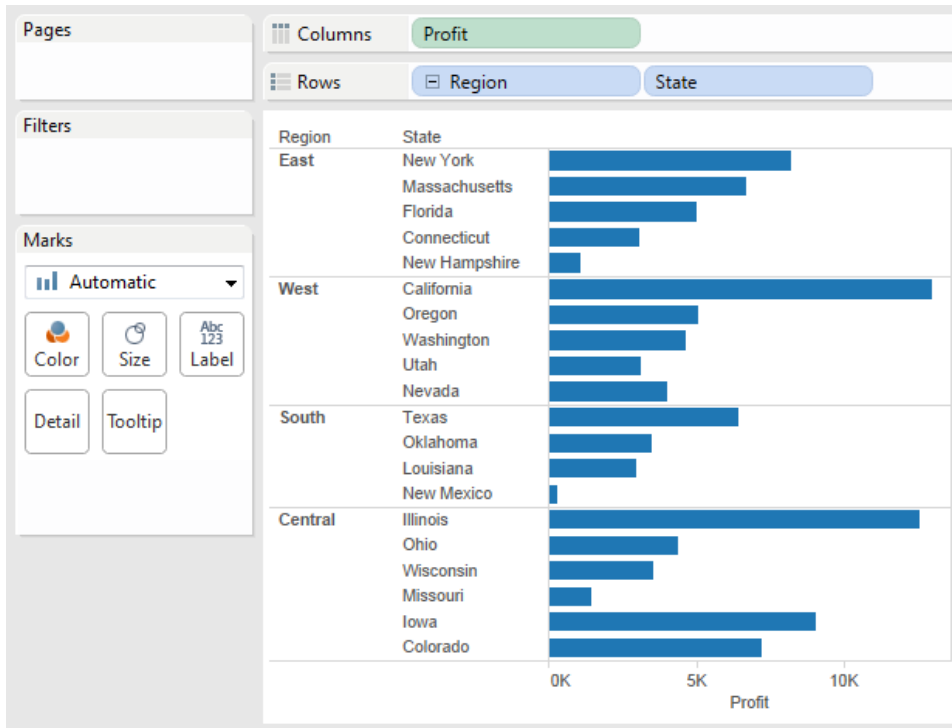 Pages
Columns Profit
Rows Region State
Filters
Marks
Automatic
Color Size Abc 123 Label
Detail Tooltip
Region State
East New York
Massachusetts
Florida
Connecticut
New Hampshire
West California
Oregon
Washington
Utah
Nevada
South Texas
Oklahoma
Louisiana
New Mexico
Central Illinois
Ohio
Wisconsin
Missouri
Iowa
Colorado
0K 5K 10K
Profit